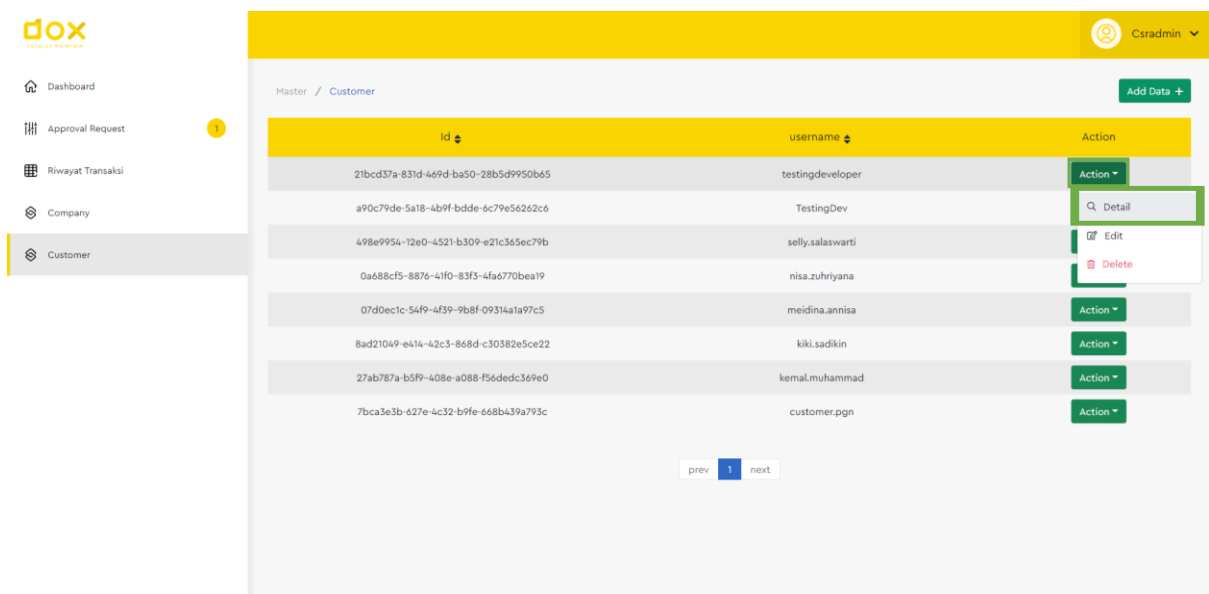 dox
TOTALLY MAINTAIN
Csradmin
Dashboard
Approval Request 1
Riwayat Transaksi
Company
Customer
Master / Customer
Add Data +
Id username Action
21bcd37a-831d-469d-ba50-28b5d9950b65 testingdeveloper Action
a90c79de-5a18-4b9f-bdde-6c79e56262c6 TestingDev
498e9954-12e0-4521-b309-e21c365ec79b selly.salaswarti
0a688cf5-8876-41f0-83f3-4fa6770bea19 nisa.zuhriyana
07d0ec1c-54f9-4f39-9b8f-09314a1a97c5 meidina.annisa Action
8ad21049-e414-42c3-868d-c30382e5ce22 kiki.sadikin Action
27ab787a-b5f9-408e-a088-f56dedc369e0 kemal.muhammad Action
7bca3e3b-627e-4c32-b9fe-668b439a793c customer.pgn Action
Detail
Edit
Delete
prev 1 next